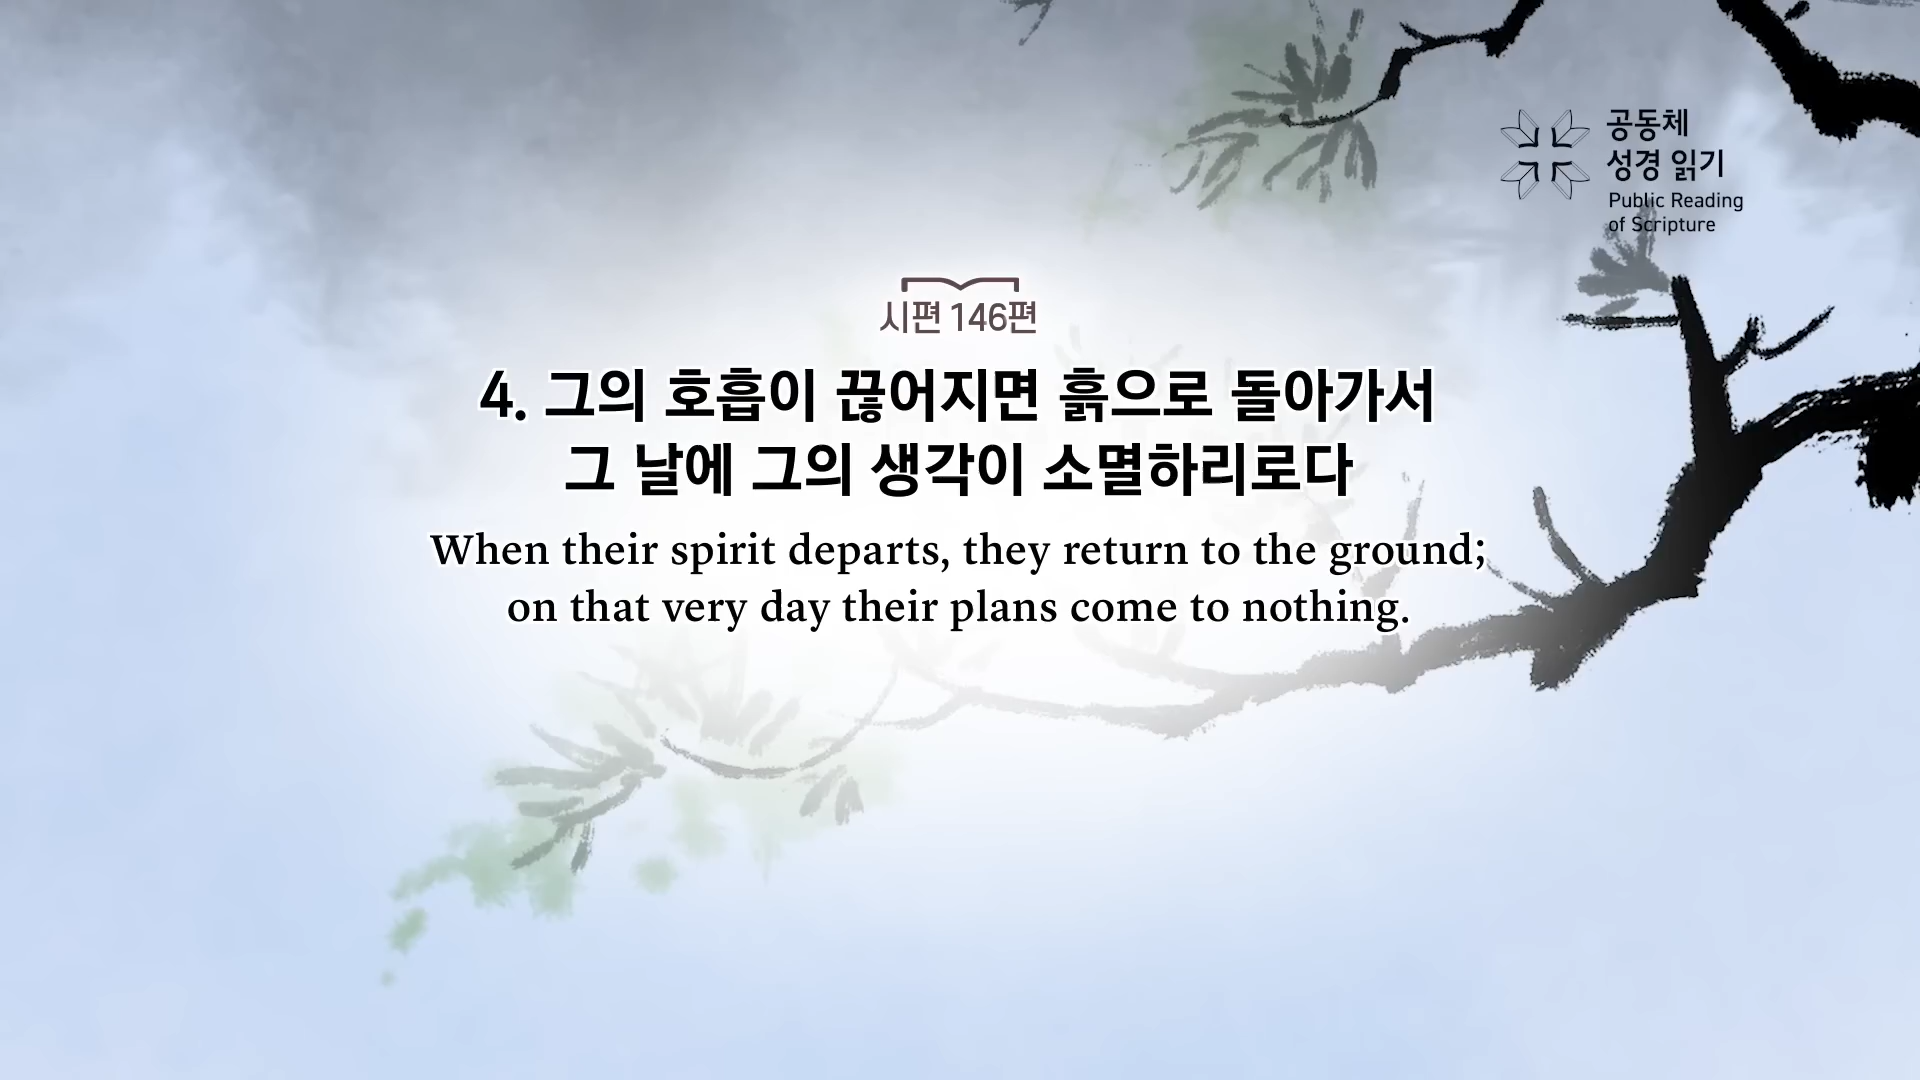 공동체
성경 읽기
Public Reading
of Scripture
시편 146편
4. 그의 호흡이 끊어지면 흙으로 돌아가서
그 날에 그의 생각이 소멸하리로다
When their spirit departs, they return to the ground;
on that very day their plans come to nothing.